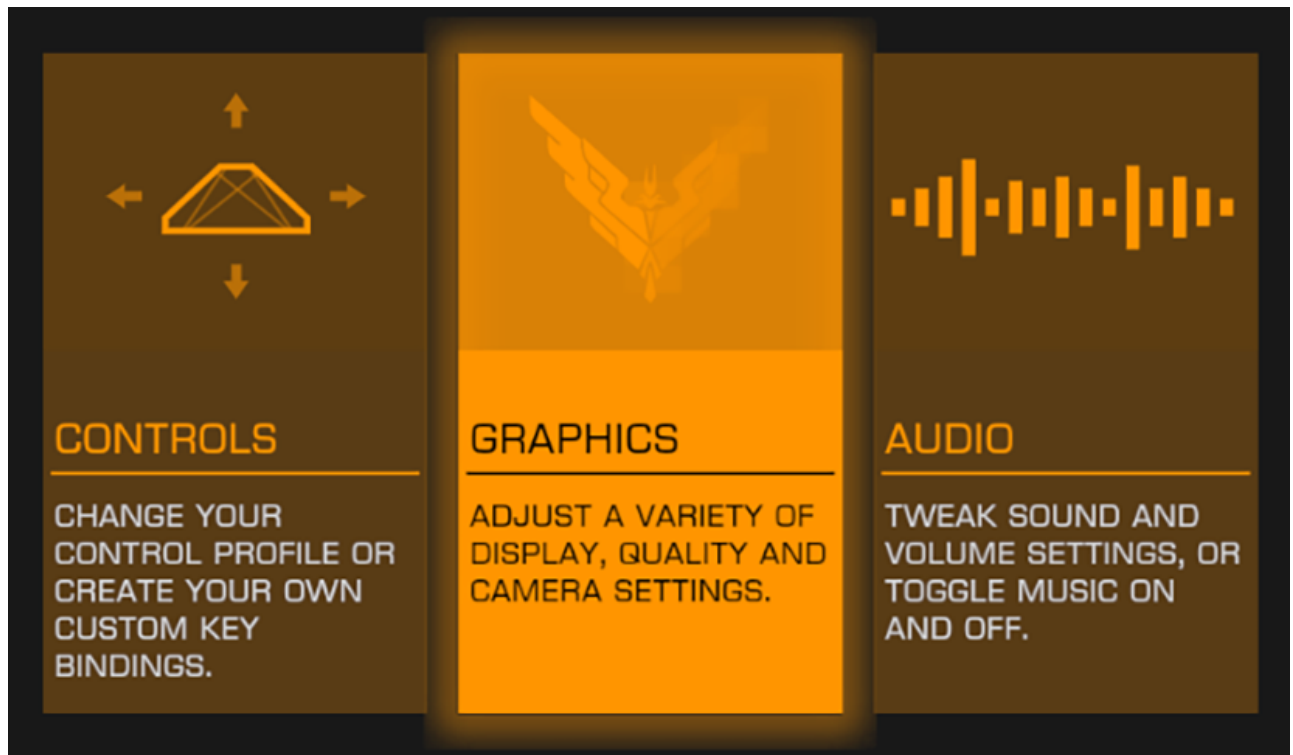 CONTROLS
CHANGE YOUR
CONTROL PROFILE OR
CREATE YOUR OWN
CUSTOM KEY
BINDINGS.
GRAPHICS
ADJUST A VARIETY OF
DISPLAY, QUALITY AND
CAMERA SETTINGS.
AUDIO
TWEAK SOUND AND
VOLUME SETTINGS, OR
TOGGLE MUSIC ON
AND OFF.